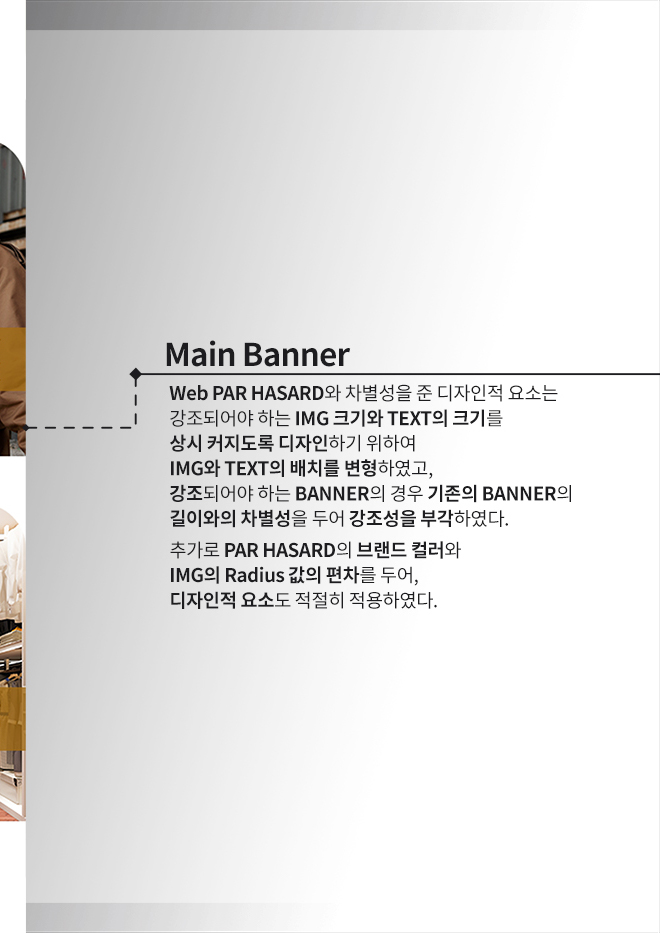 Main Banner
Web PAR HASARD와 차별성을 준 디자인적 요소는
강조되어야 하는 IMG 크기와 TEXT의 크기를
상시 커지도록 디자인하기 위하여
IMG와 TEXT의 배치를 변형하였고,
강조되어야 하는 BANNER의 경우 기존의 BANNER의
길이와의 차별성을 두어 강조성을 부각하였다.
추가로 PAR HASARD의 브랜드 컬러와
IMG의 Radius 값의 편차를 두어,
디자인적 요소도 적절히 적용하였다.